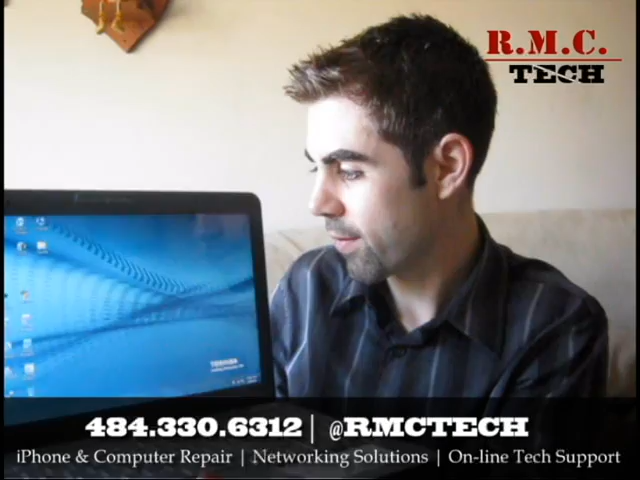 R.M.C.
TECH
TOSHIBA
484.330.6312 | @RMCTECH
iPhone & Computer Repair | Networking Solutions | On-line Tech Support